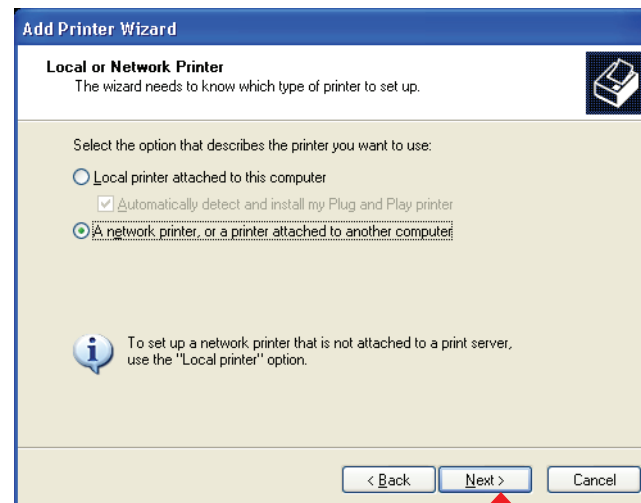 Add Printer Wizard
Local or Network Printer
The wizard needs to know which type of printer to set up.
Select the option that describes the printer you want to use:
Local printer attached to this computer
Automatically detect and install my Plug and Play printer
A network printer, or a printer attached to another computer
To set up a network printer that is not attached to a print server,
use the "Local printer" option.
< Back Next > Cancel